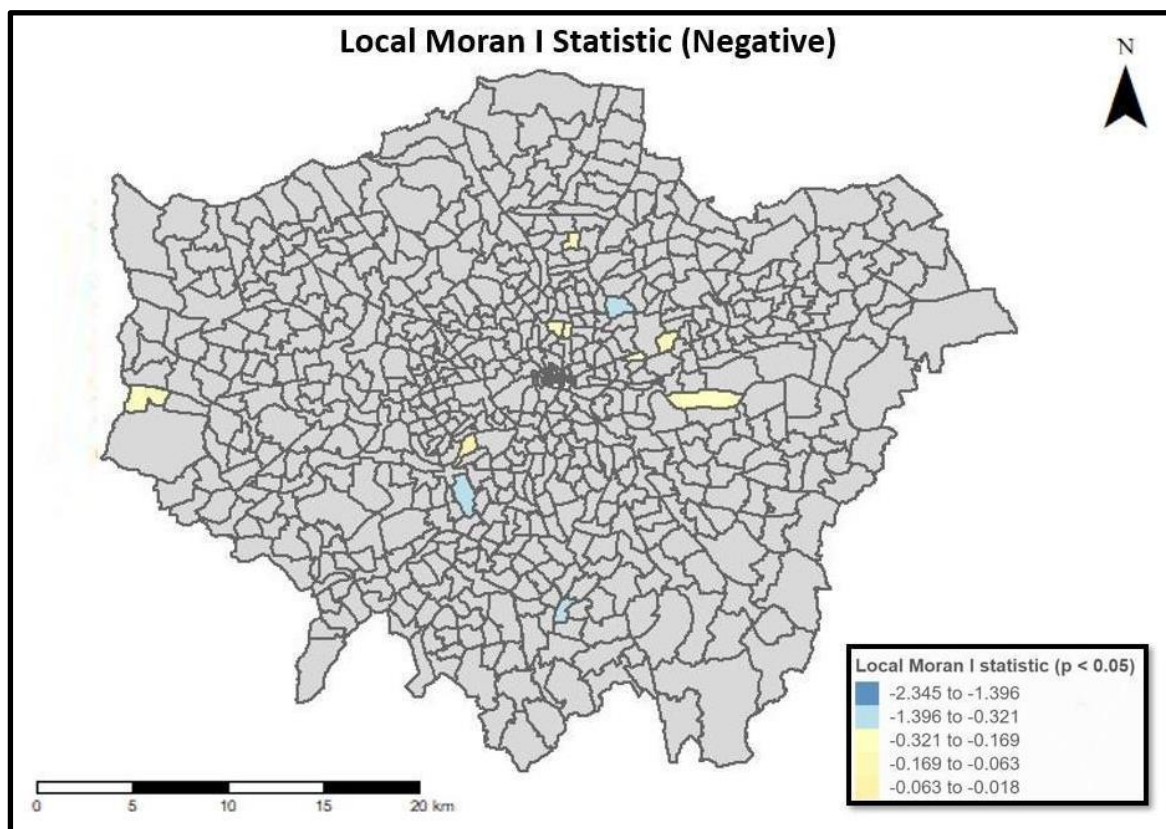 Local Moran I Statistic (Negative)
N
Local Moran I statistic (p < 0.05)
-2.345 to -1.396
-1.396 to -0.321
-0.321 to -0.169
-0.169 to -0.063
-0.063 to -0.018
0 5 10 15 20 km